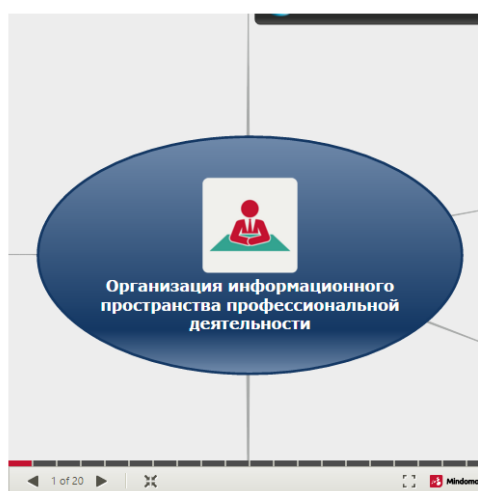 Организация информационного
пространства профессиональной
деятельности
1 of 20
Mindomo